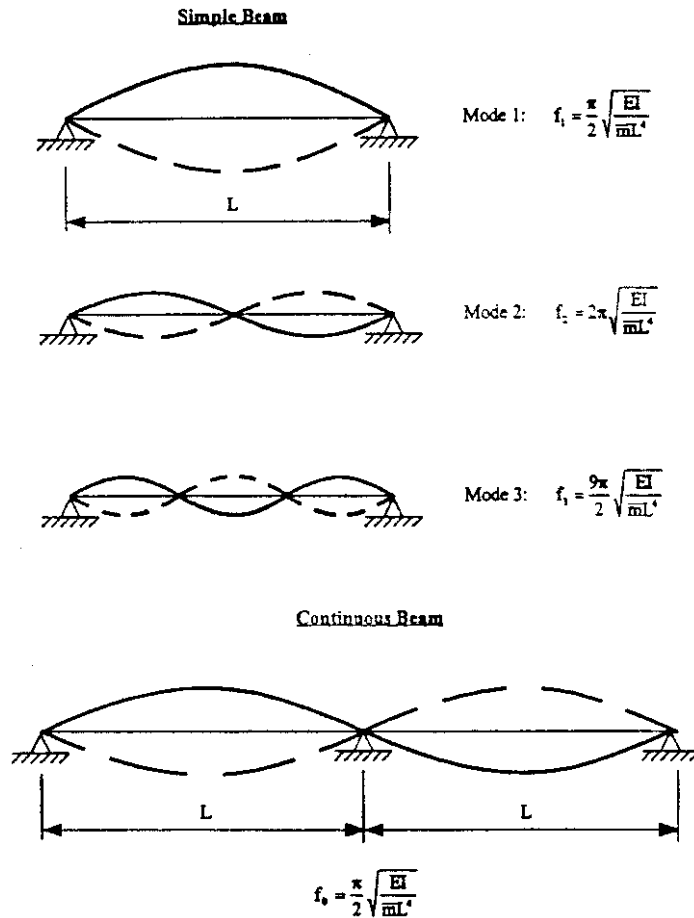 Simple Beam
Mode 1: f₁ = π/2 √(EI/mL⁴)
L
Mode 2: f₂ = 2π √(EI/mL⁴)
Mode 3: f₃ = 9π/2 √(EI/mL⁴)
Continuous Beam
L L
f₀ = π/2 √(EI/mL⁴)